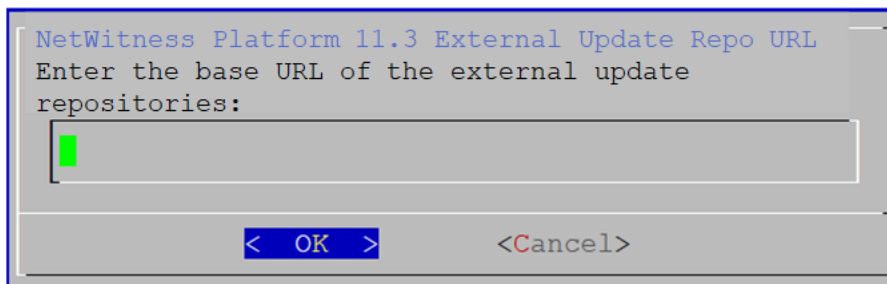 NetWitness Platform 11.3 External Update Repo URL
Enter the base URL of the external update
repositories:
< OK > <Cancel>